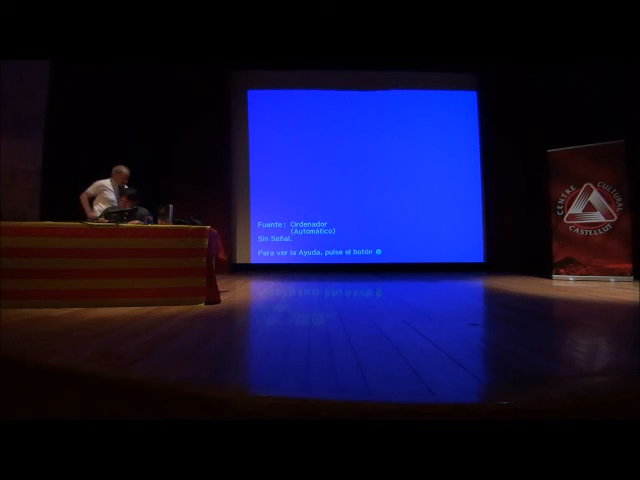 Fuente: Ordenador
(Automático)
Sin Señal.
Para ver la Ayuda, pulse el botón
CENTRE CULTURAL
CASTELLUT